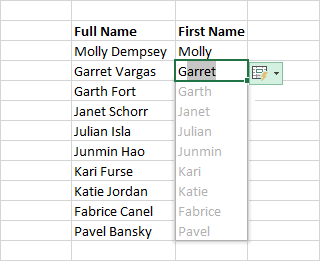 Full Name First Name
Molly Dempsey Molly
Garret Vargas Garret
Garth Fort Garth
Janet Schorr Janet
Julian Isla Julian
Junmin Hao Junmin
Kari Furse Kari
Katie Jordan Katie
Fabrice Canel Fabrice
Pavel Bansky Pavel